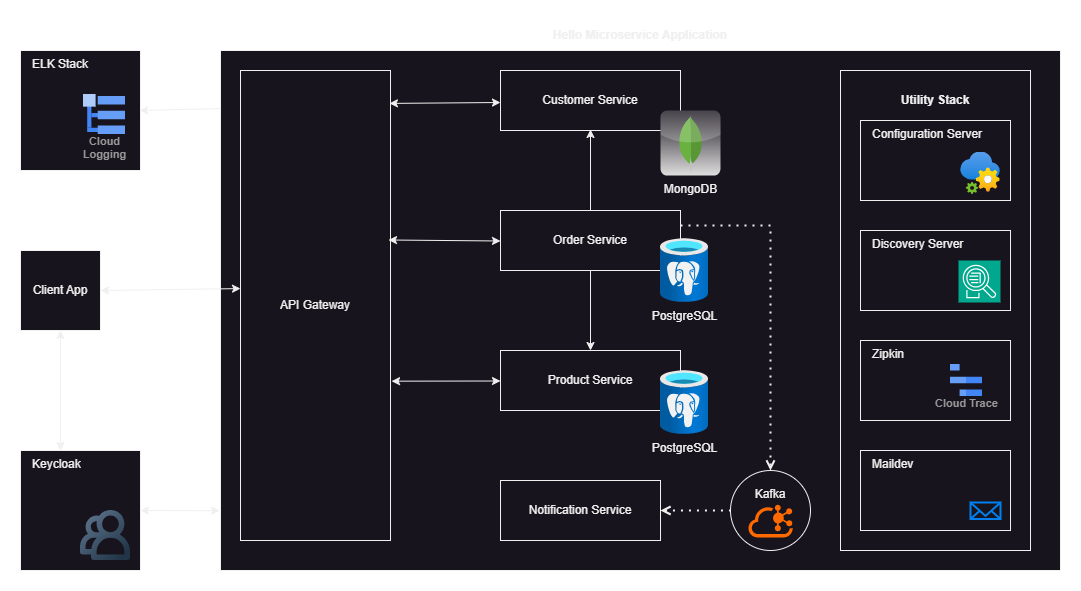 Hello Microservice Application
ELK Stack
Cloud
Logging
Client App
Keycloak
API Gateway
Customer Service
MongoDB
Order Service
PostgreSQL
Product Service
PostgreSQL
Notification Service
Kafka
Utility Stack
Configuration Server
Discovery Server
Zipkin
Cloud Trace
Maildev